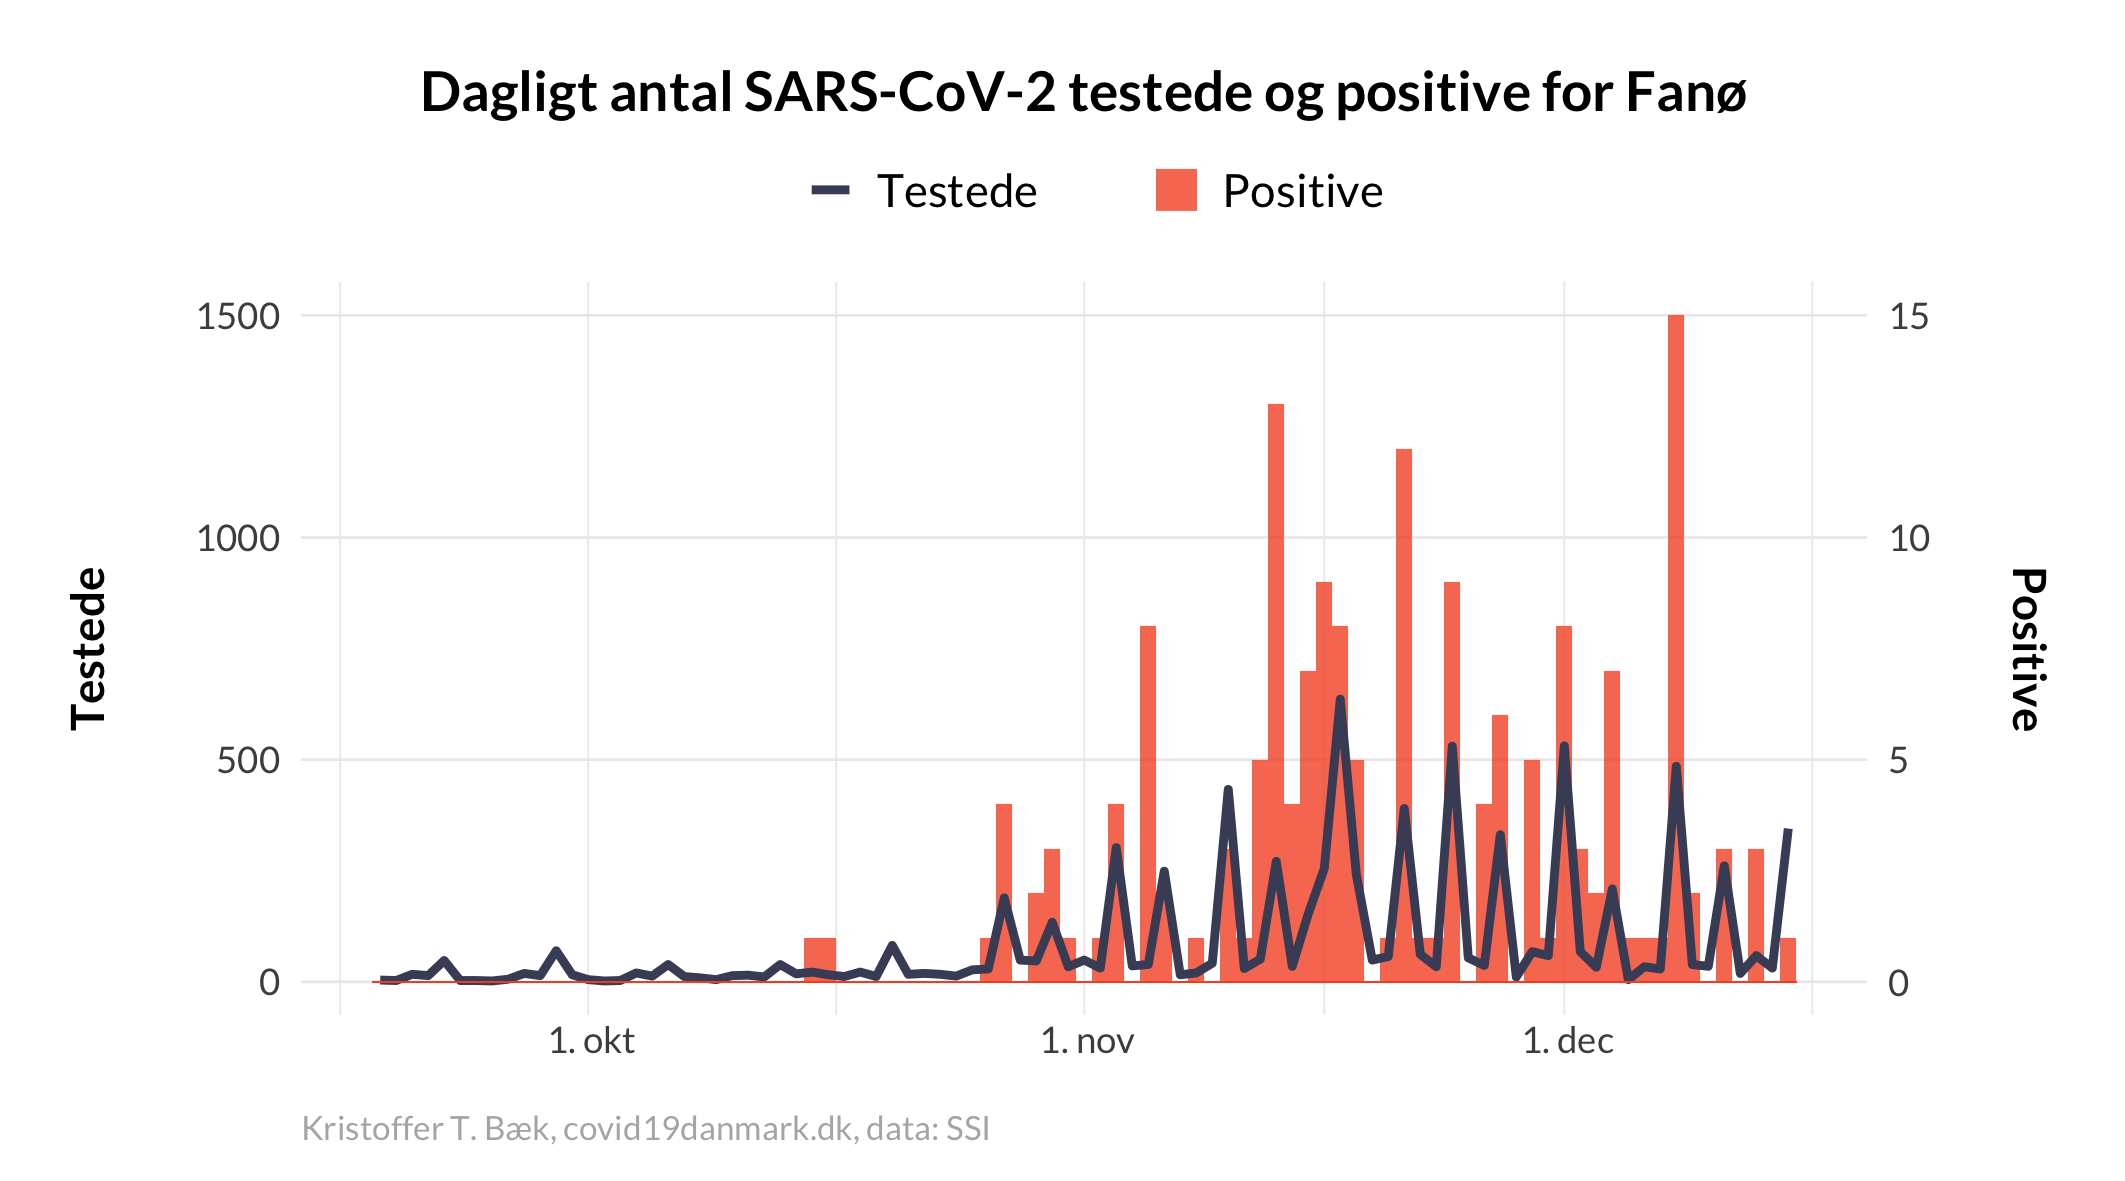 Dagligt antal SARS-CoV-2 testede og positive for Fanø
Testede
Positive
1500
1000
500
0
Testede
15
10
5
0
Positive
1. okt
1. nov
1. dec
Kristoffer T. Bæk, covid19danmark.dk, data: SSI